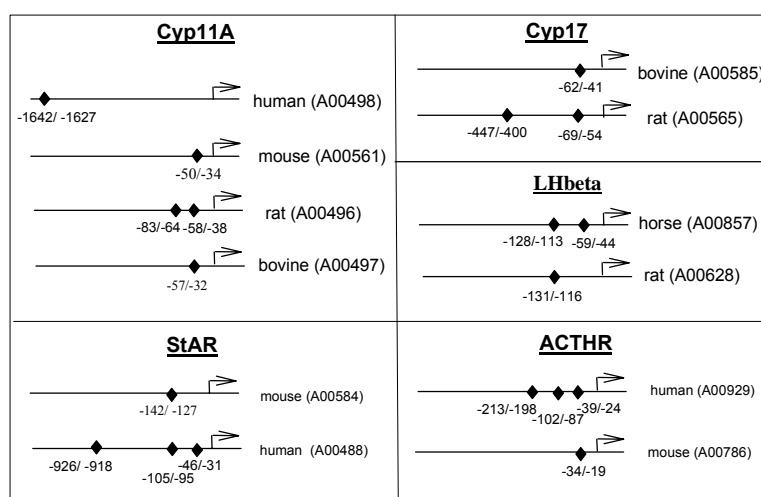 Cyp11A
human (A00498)
-1642/ -1627
mouse (A00561)
-50/-34
rat (A00496)
-83/-64 -58/-38
bovine (A00497)
-57/-32
Cyp17
bovine (A00585)
-62/-41
rat (A00565)
-447/-400 -69/-54
LHbeta
horse (A00857)
-128/-113 -59/-44
rat (A00628)
-131/-116
StAR
mouse (A00584)
-142/ -127
human (A00488)
-926/ -918 -46/-31
-105/-95
ACTHR
human (A00929)
-213/-198 -39/-24
-102/-87
mouse (A00786)
-34/-19